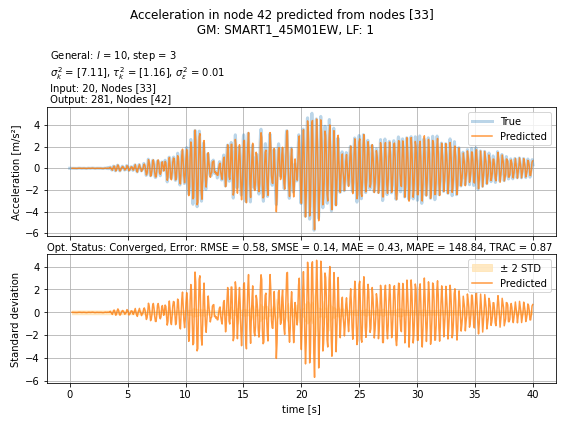 Acceleration in node 42 predicted from nodes [33]
GM: SMART1_45M01EW, LF: 1
General: l = 10, step = 3
σ²ₖ = [7.11], τ²ₖ = [1.16], σ²ε = 0.01
Input: 20, Nodes [33]
Output: 281, Nodes [42]
Acceleration [m/s²]
4
2
0
−2
−4
−6
True
Predicted
Opt. Status: Converged, Error: RMSE = 0.58, SMSE = 0.14, MAE = 0.43, MAPE = 148.84, TRAC = 0.87
Standard deviation
4
2
0
−2
−4
−6
± 2 STD
Predicted
0 5 10 15 20 25 30 35 40
time [s]